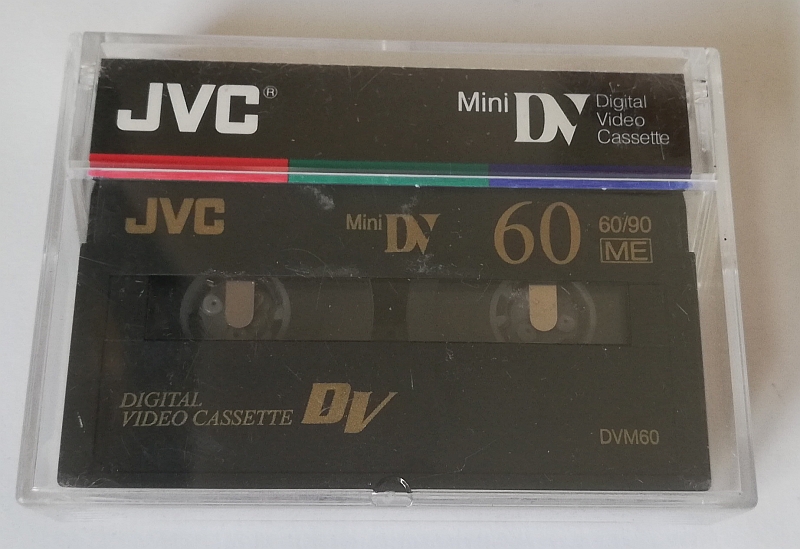 JVC®
Mini DV Digital
Video
Cassette
JVC
Mini DV 60 60/90
ME
DIGITAL
VIDEO CASSETTE DV
DVM60